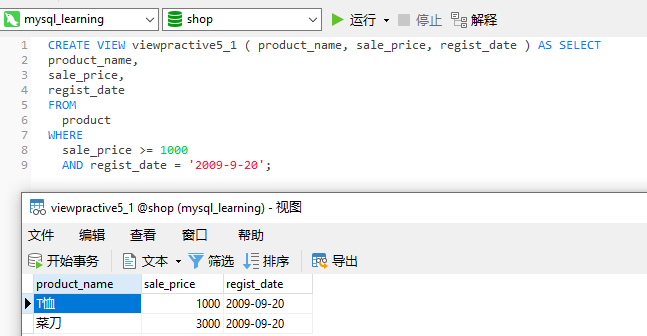 mysql_learning shop 运行 停止 解释
1 CREATE VIEW viewpractive5_1 ( product_name, sale_price, regist_date ) AS SELECT
2 product_name,
3 sale_price,
4 regist_date
5 FROM
6 product
7 WHERE
8 sale_price >= 1000
9 AND regist_date = '2009-9-20';
viewpractive5_1 @shop (mysql_learning) - 视图
文件 编辑 查看 窗口 帮助
开始事务 文本 筛选 排序 导出
product_name sale_price regist_date
T恤 1000 2009-09-20
菜刀 3000 2009-09-20